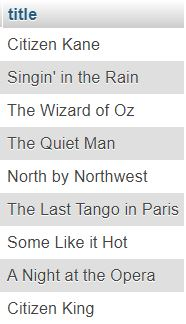 title
Citizen Kane
Singin' in the Rain
The Wizard of Oz
The Quiet Man
North by Northwest
The Last Tango in Paris
Some Like it Hot
A Night at the Opera
Citizen King